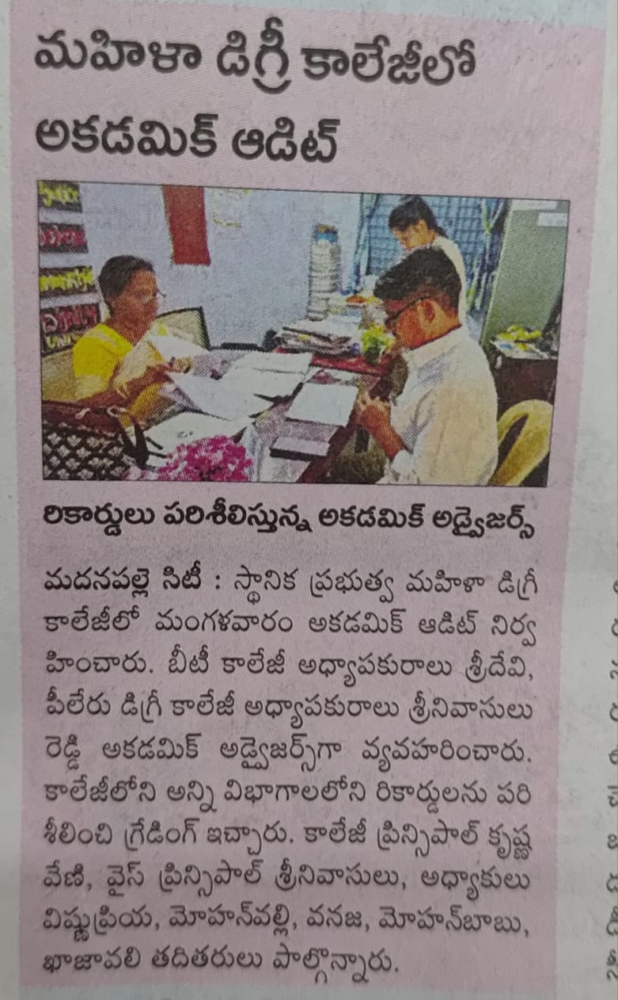 మహిళా డిగ్రీ కాలేజీలో
అకడమిక్ ఆడిట్
రికార్డులు పరిశీలిస్తున్న అకడమిక్ అడ్వైజర్స్
మదనపల్లె సిటీ : స్థానిక ప్రభుత్వ మహిళా డిగ్రీ
కాలేజీలో మంగళవారం అకడమిక్ ఆడిట్ నిర్వ
హించారు. బీటీ కాలేజీ అధ్యాపకురాలు శ్రీదేవి,
పీలేరు డిగ్రీ కాలేజీ అధ్యాపకురాలు శ్రీనివాసులు
రెడ్డి అకడమిక్ అడ్వైజర్స్‌గా వ్యవహరించారు.
కాలేజీలోని అన్ని విభాగాలలోని రికార్డులను పరి
శీలించి గ్రేడింగ్ ఇచ్చారు. కాలేజీ ప్రిన్సిపాల్ కృష్ణ
వేణి, వైస్ ప్రిన్సిపాల్ శ్రీనివాసులు, అధ్యాకులు
విష్ణుప్రియ, మోహన్‌వల్లి, వనజ, మోహన్‌బాబు,
ఖాజావలి తదితరులు పాల్గొన్నారు.